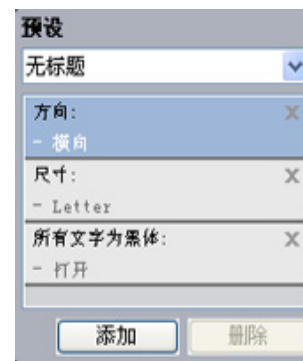 预设
无标题
方向:
- 横向
尺寸:
- Letter
所有文字为黑体:
- 打开
添加
删除